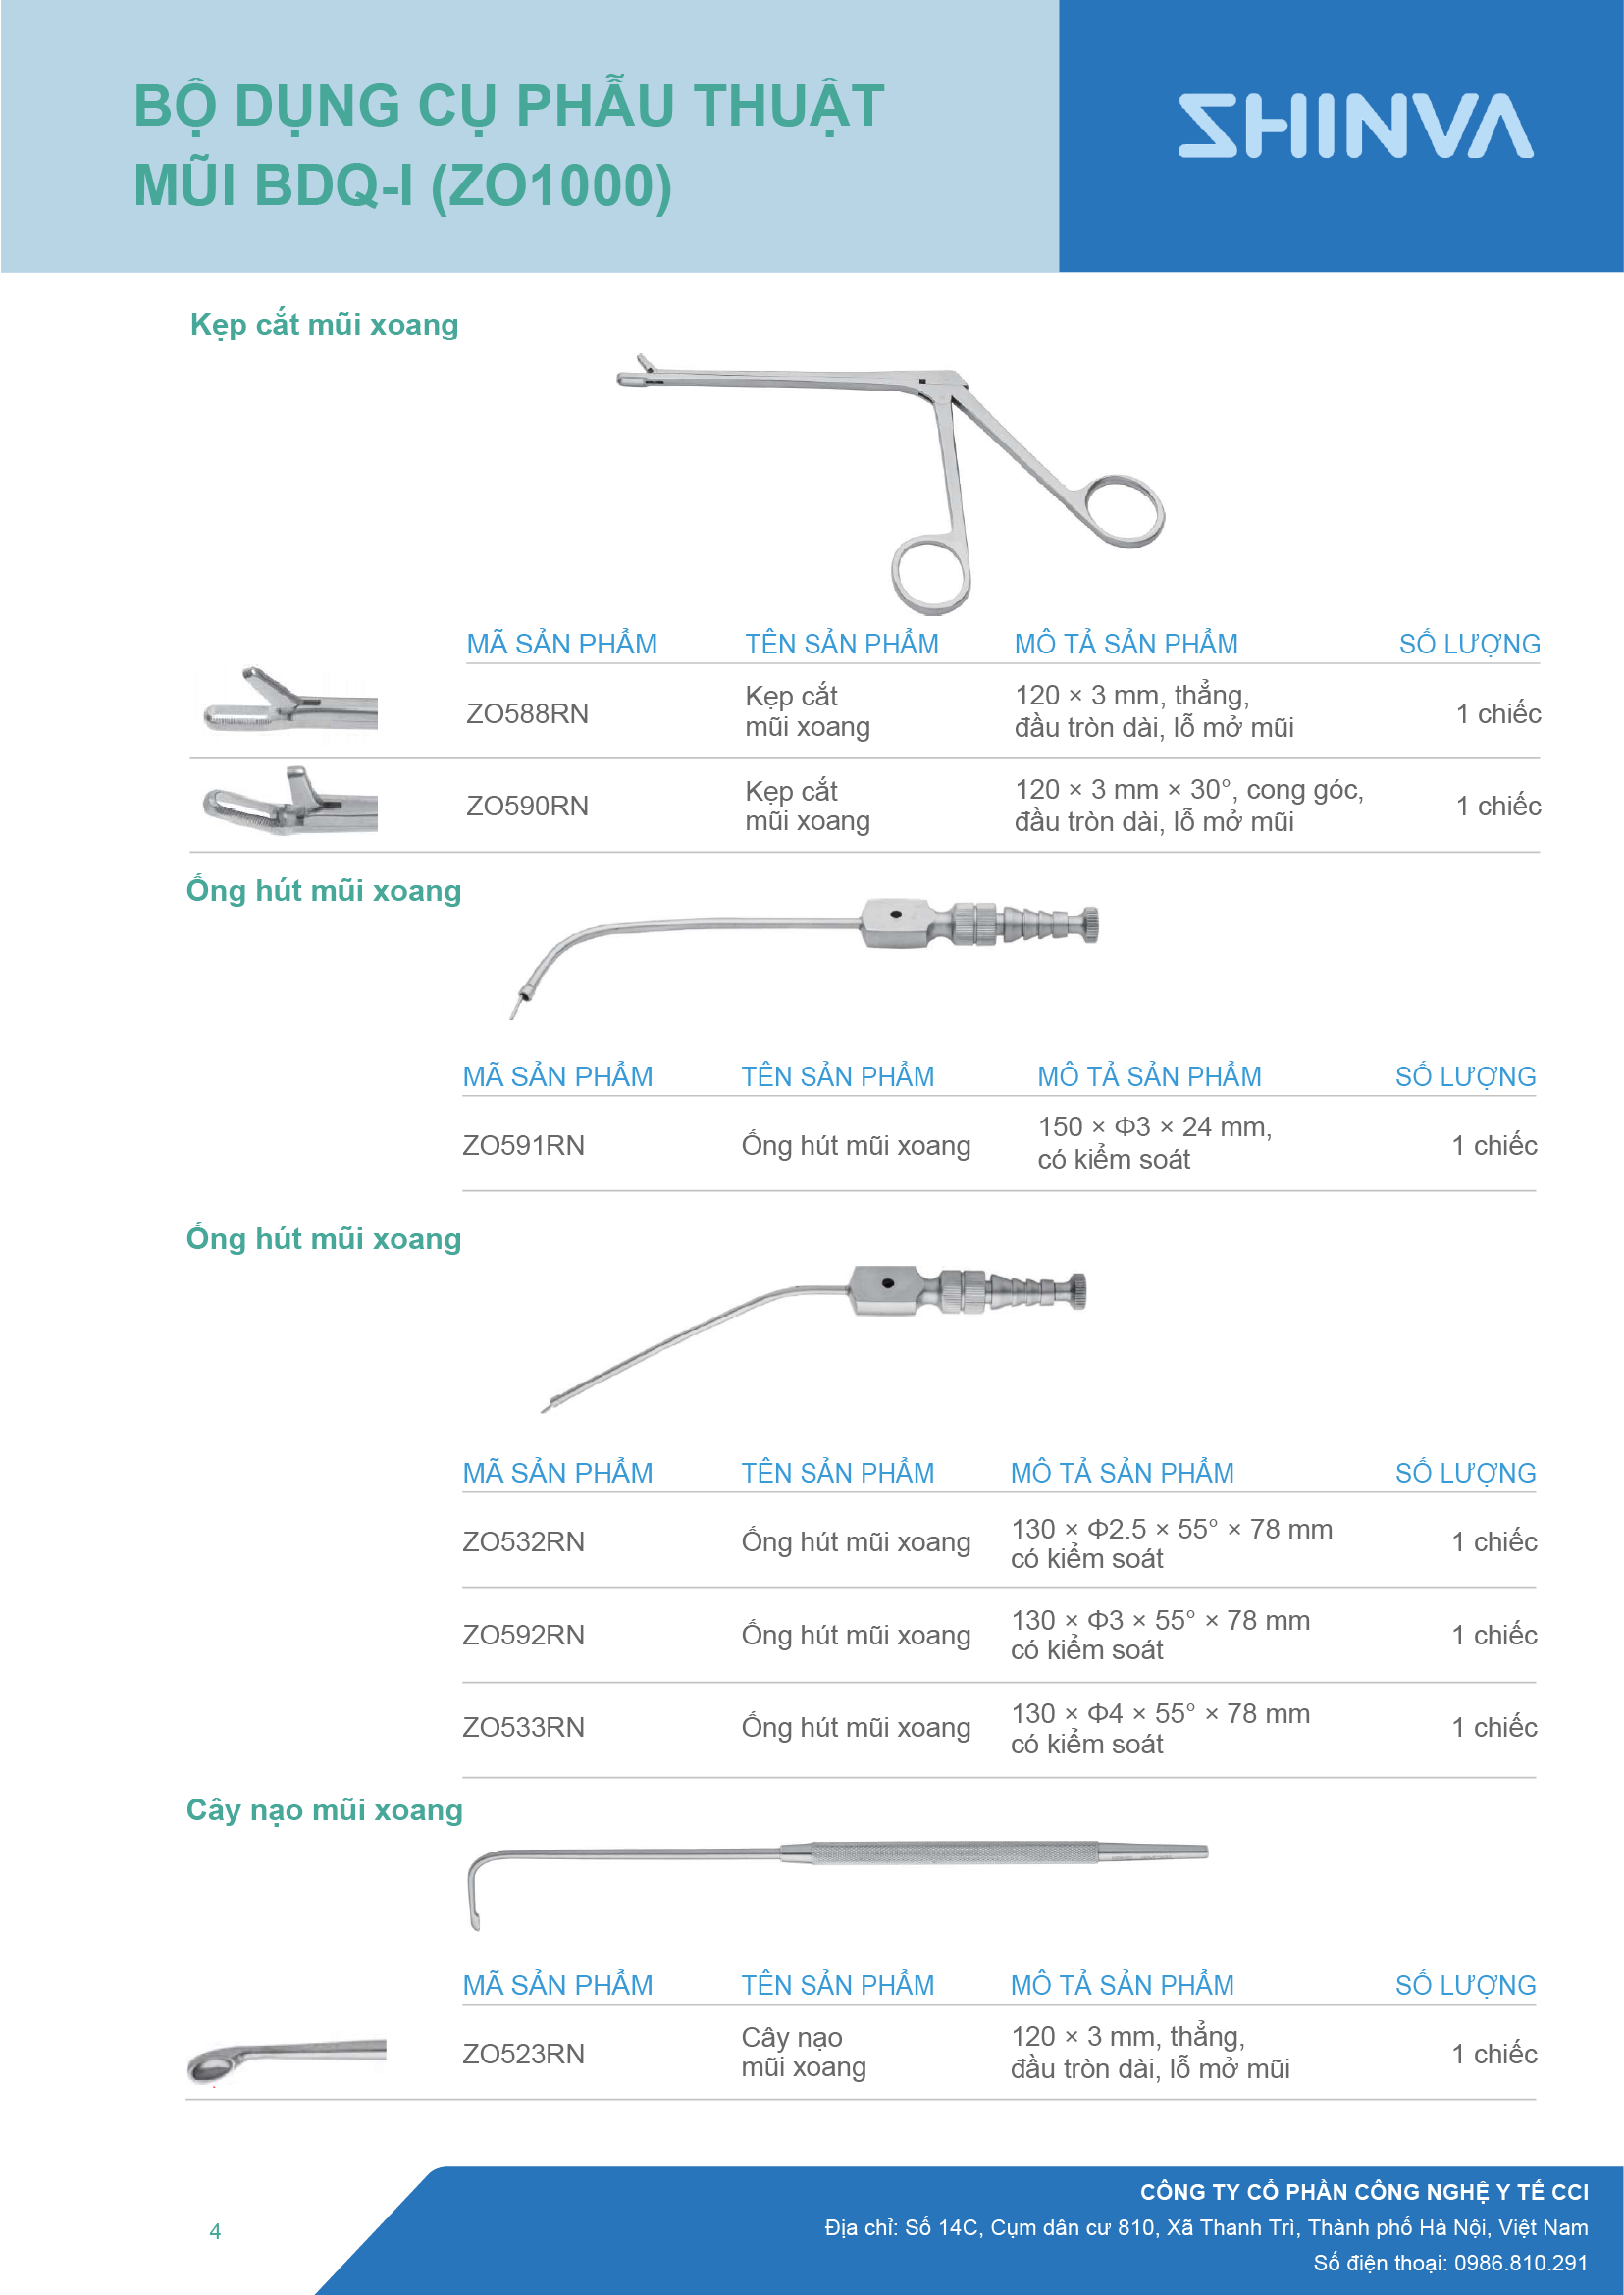 BỘ DỤNG CỤ PHẪU THUẬT
MŨI BDQ-I (ZO1000)
SHINVA
Kẹp cắt mũi xoang
MÃ SẢN PHẨM TÊN SẢN PHẨM MÔ TẢ SẢN PHẨM SỐ LƯỢNG
ZO588RN Kẹp cắt mũi xoang 120 × 3 mm, thẳng, đầu tròn dài, lỗ mở mũi 1 chiếc
ZO590RN Kẹp cắt mũi xoang 120 × 3 mm × 30°, cong góc, đầu tròn dài, lỗ mở mũi 1 chiếc
Ống hút mũi xoang
MÃ SẢN PHẨM TÊN SẢN PHẨM MÔ TẢ SẢN PHẨM SỐ LƯỢNG
ZO591RN Ống hút mũi xoang 150 × Φ3 × 24 mm, có kiểm soát 1 chiếc
Ống hút mũi xoang
MÃ SẢN PHẨM TÊN SẢN PHẨM MÔ TẢ SẢN PHẨM SỐ LƯỢNG
ZO532RN Ống hút mũi xoang 130 × Φ2.5 × 55° × 78 mm có kiểm soát 1 chiếc
ZO592RN Ống hút mũi xoang 130 × Φ3 × 55° × 78 mm có kiểm soát 1 chiếc
ZO533RN Ống hút mũi xoang 130 × Φ4 × 55° × 78 mm có kiểm soát 1 chiếc
Cây nạo mũi xoang
MÃ SẢN PHẨM TÊN SẢN PHẨM MÔ TẢ SẢN PHẨM SỐ LƯỢNG
ZO523RN Cây nạo mũi xoang 120 × 3 mm, thẳng, đầu tròn dài, lỗ mở mũi 1 chiếc
CÔNG TY CỔ PHẦN CÔNG NGHỆ Y TẾ CCI
Địa chỉ: Số 14C, Cụm dân cư 810, Xã Thanh Trì, Thành phố Hà Nội, Việt Nam
Số điện thoại: 0986.810.291
4